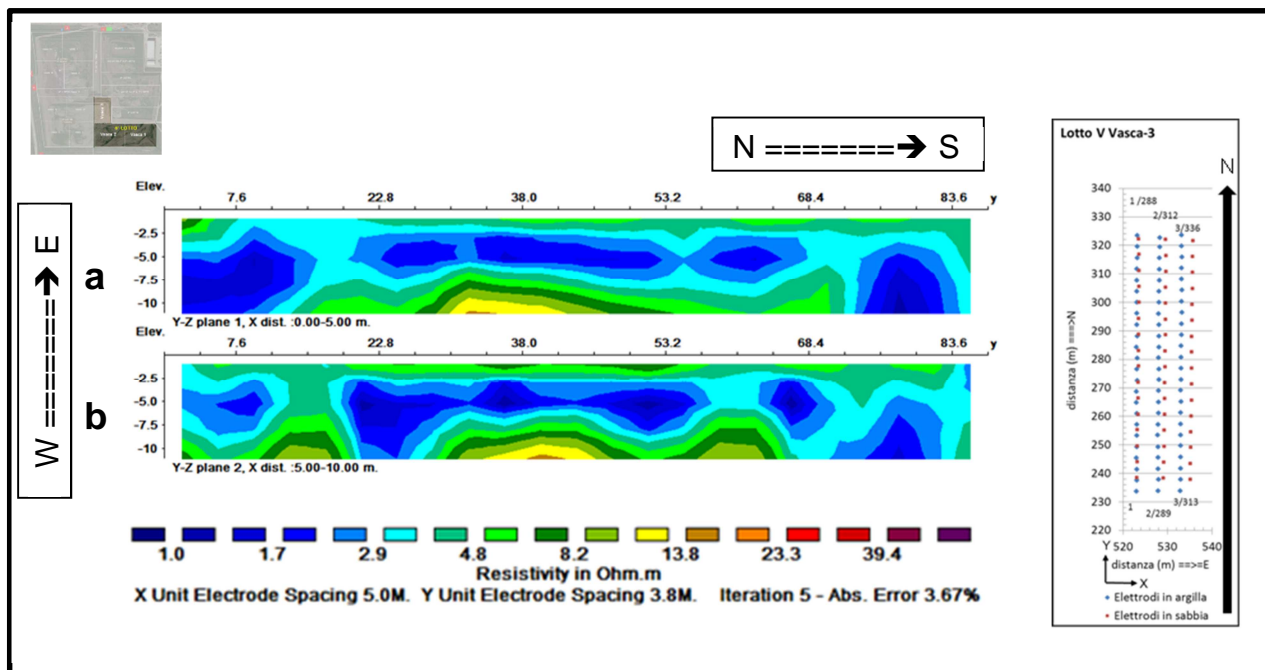 4 LOTTO
Vasca 2 Vasca 1
N =======➔ S
W =======➔ E
a
Elev.
7.6 22.8 38.0 53.2 68.4 83.6 y
-2.5
-5.0
-7.5
-10
Y-Z plane 1, X dist. :0.00-5.00 m.
b
Elev.
7.6 22.8 38.0 53.2 68.4 83.6 y
-2.5
-5.0
-7.5
-10
Y-Z plane 2, X dist. :5.00-10.00 m.
1.0 1.7 2.9 4.8 8.2 13.8 23.3 39.4
Resistivity in Ohm.m
X Unit Electrode Spacing 5.0M. Y Unit Electrode Spacing 3.8M. Iteration 5 - Abs. Error 3.67%
Lotto V Vasca-3
N
distanza (m) ===>N
340
330
320
310
300
290
280
270
260
250
240
230
220
1 /288
2/312
3/336
1
2/289
3/313
520 530 540
Y
distanza (m) ==>=E
X
Elettrodi in argilla
Elettrodi in sabbia